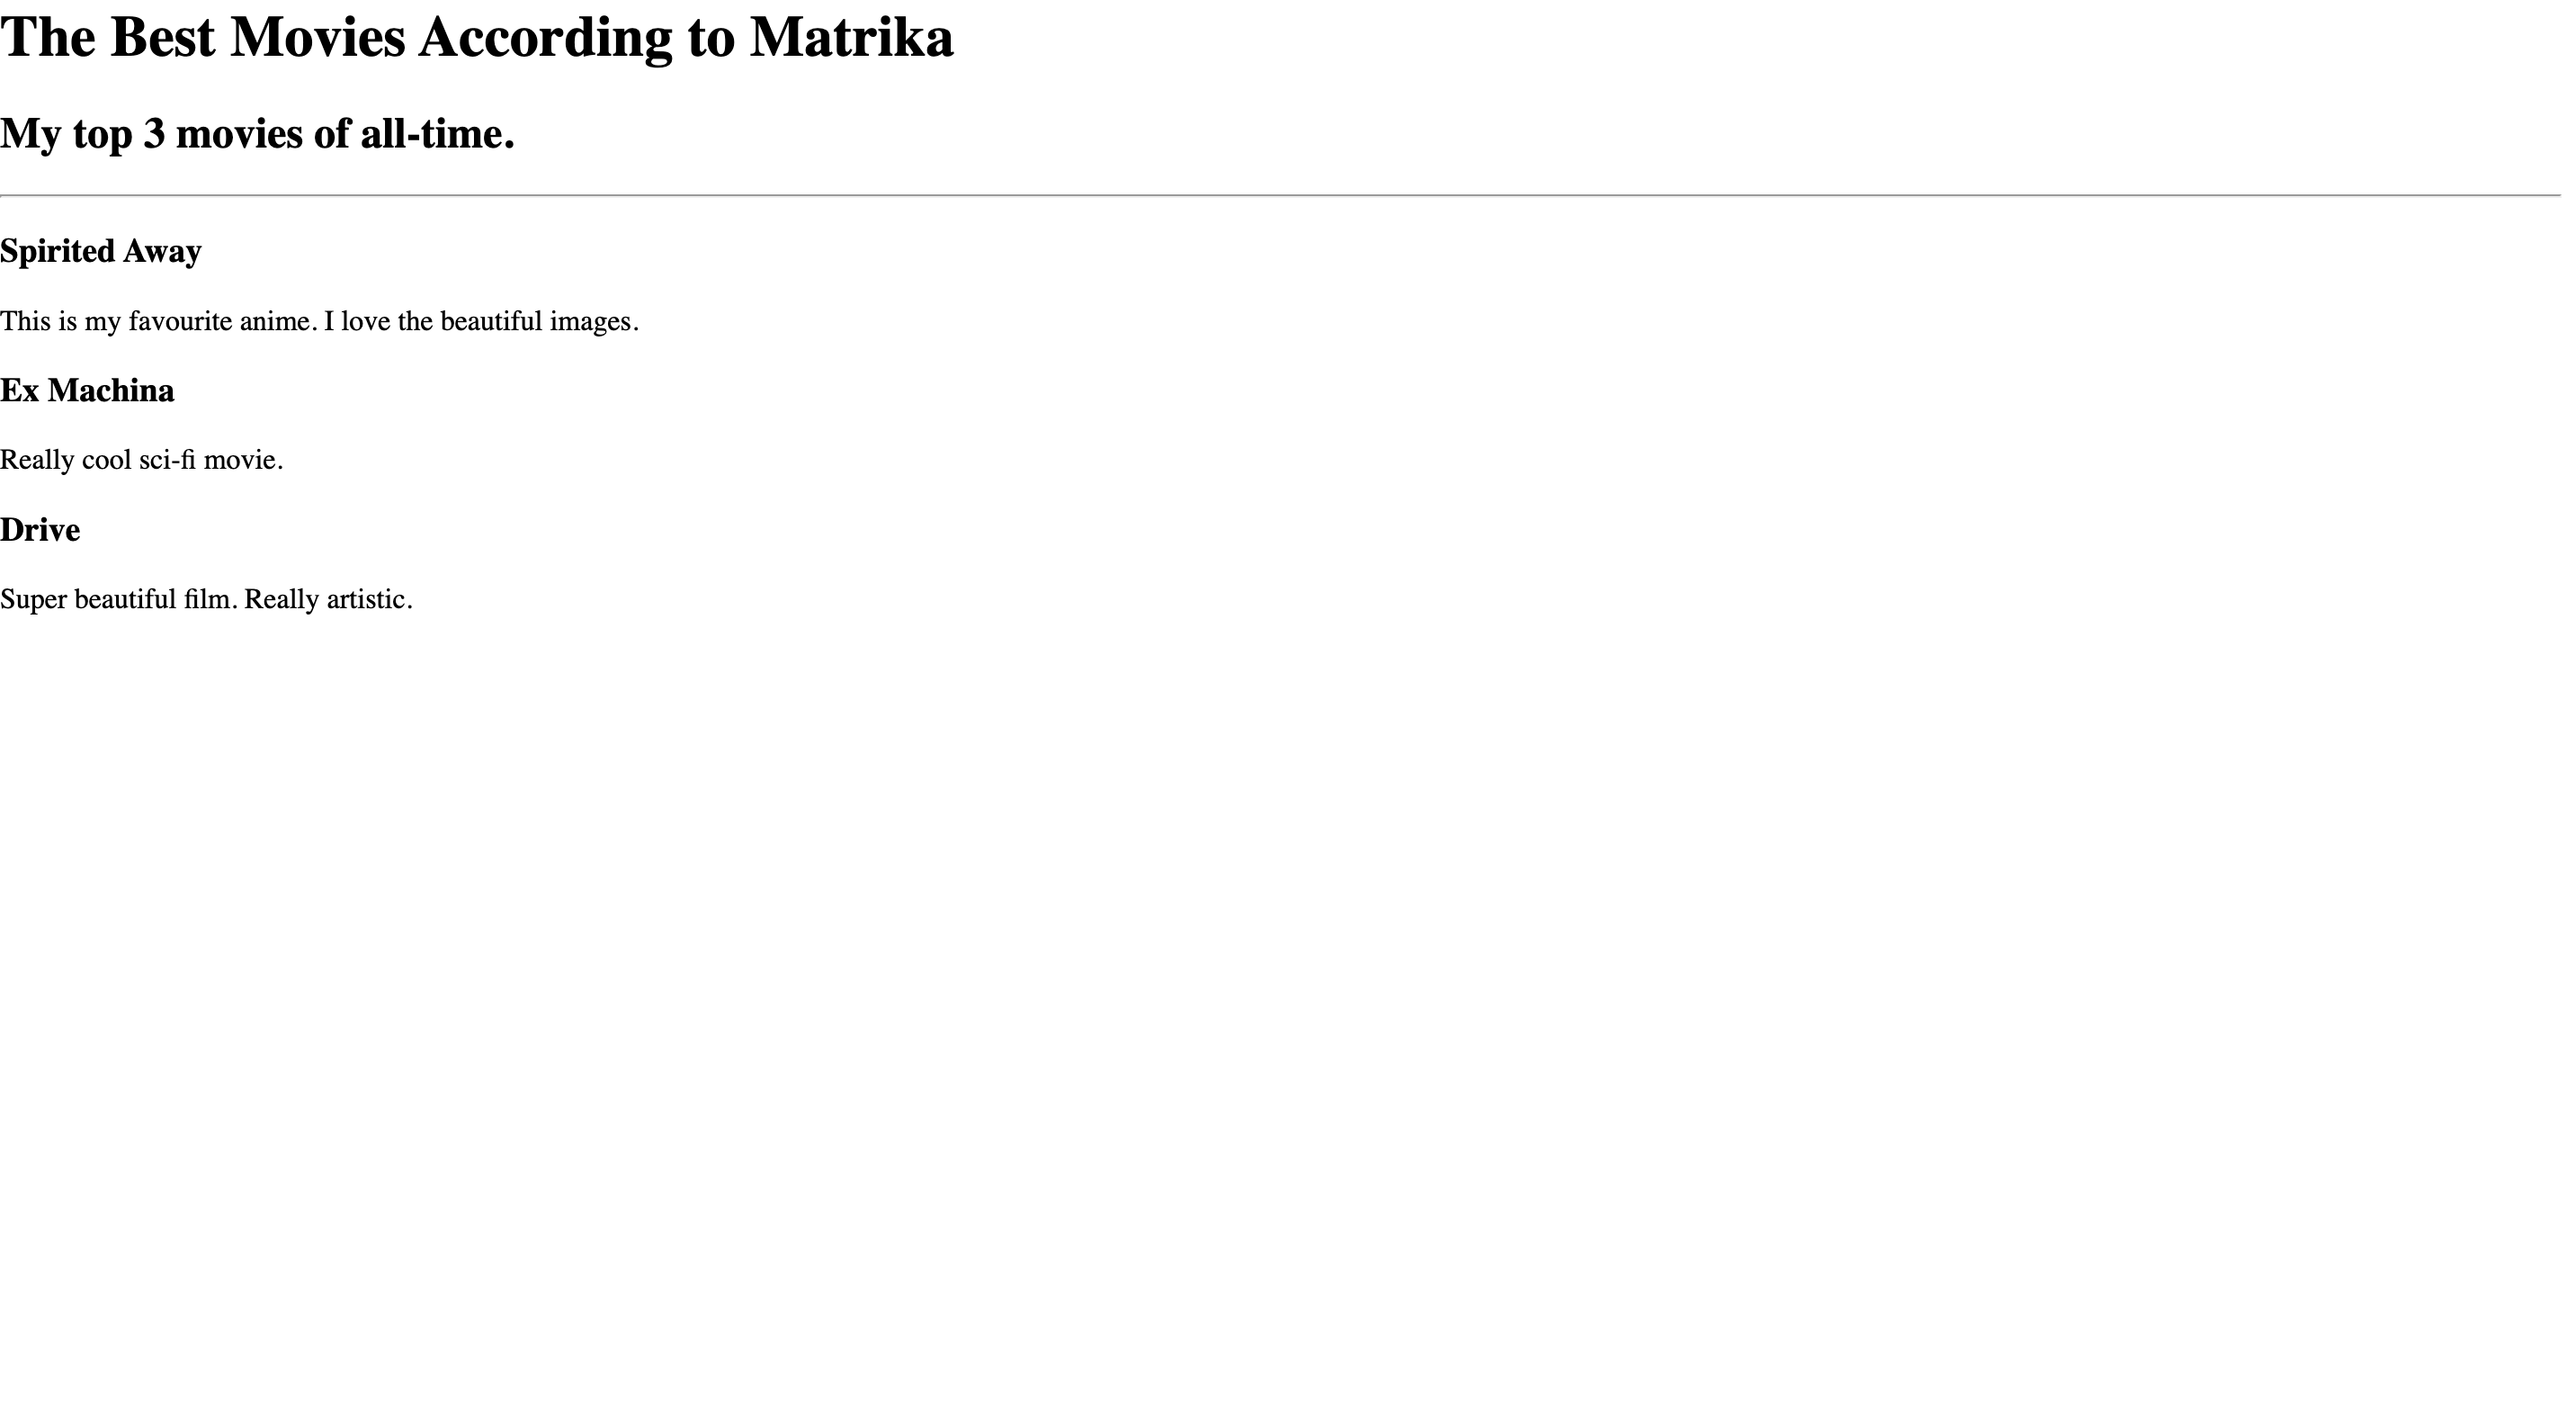 The Best Movies According to Matrika
My top 3 movies of all-time.
Spirited Away
This is my favourite anime. I love the beautiful images.
Ex Machina
Really cool sci-fi movie.
Drive
Super beautiful film. Really artistic.